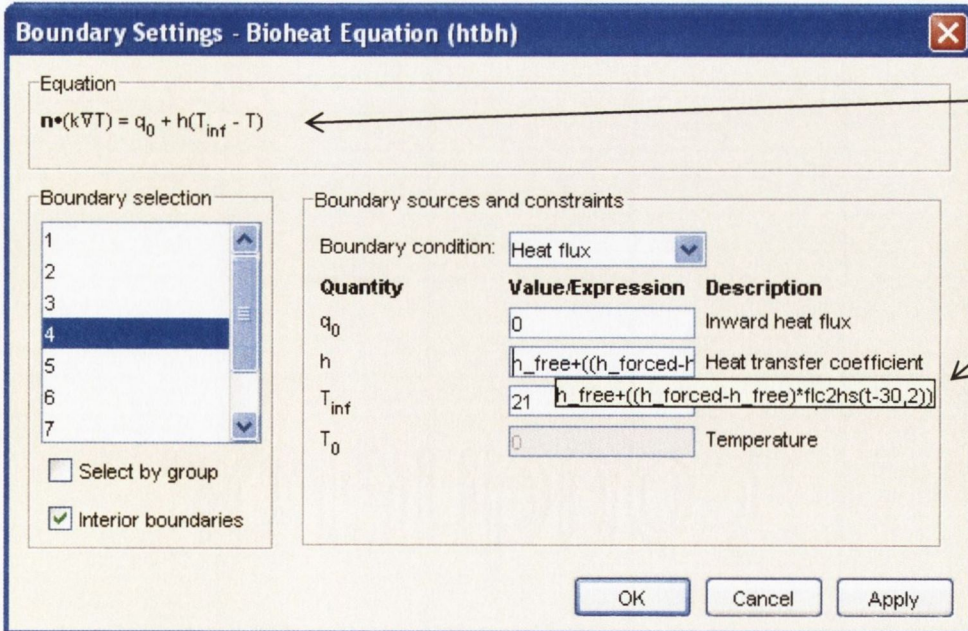 Boundary Settings - Bioheat Equation (htbh)
Equation
n•(k∇T) = q0 + h(Tinf - T)
Boundary selection
1
2
3
4
5
6
7
Select by group
Interior boundaries
Boundary sources and constraints
Boundary condition: Heat flux
Quantity Value/Expression Description
q0 0 Inward heat flux
h h_free+((h_forced-h Heat transfer coefficient
Tinf 21 h_free+((h_forced-h_free)*flc2hs(t-30,2))
T0 0 Temperature
OK Cancel Apply